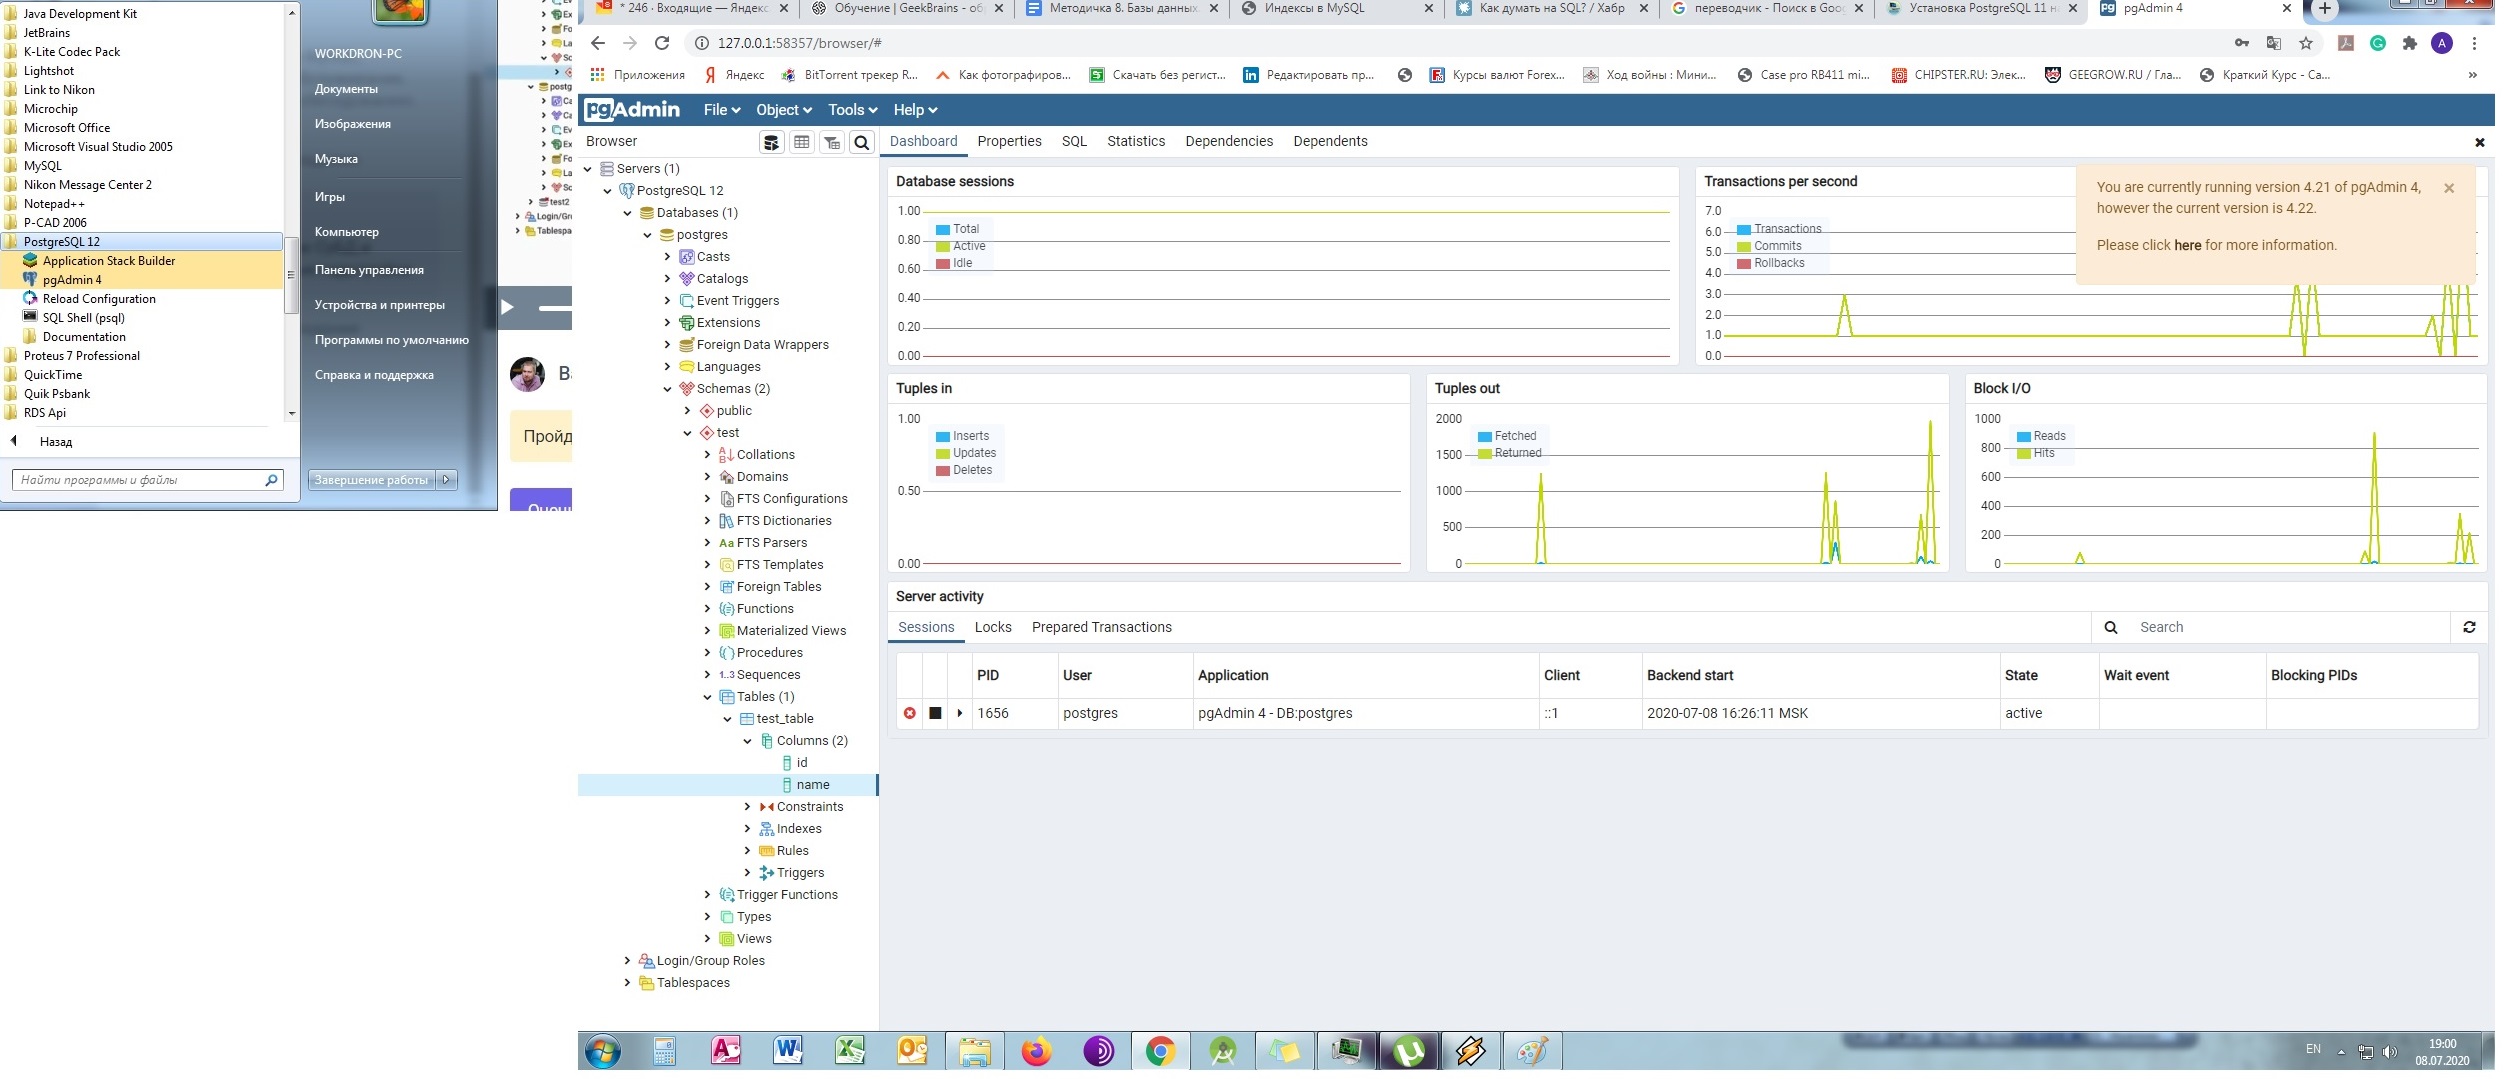 Java Development Kit
JetBrains
K-Lite Codec Pack
Lightshot
Link to Nikon
Microchip
Microsoft Office
Microsoft Visual Studio 2005
MySQL
Nikon Message Center 2
Notepad++
P-CAD 2006
PostgreSQL 12
Application Stack Builder
pgAdmin 4
Reload Configuration
SQL Shell (psql)
Documentation
Proteus 7 Professional
QuickTime
Quik Psbank
RDS Api
Назад
Найти программы и файлы
WORKDRON-PC
Документы
Изображения
Музыка
Игры
Компьютер
Панель управления
Устройства и принтеры
Программы по умолчанию
Справка и поддержка
Завершение работы
test2
Login/Gr
Tablespa
Пройд
* 246 · Входящие — Яндекс
Обучение | GeekBrains - об
Методичка 8. Базы данных.
Индексы в MySQL
Как думать на SQL? / Хабр
переводчик - Поиск в Goo
Установка PostgreSQL 11 н
pgAdmin 4
127.0.0.1:58357/browser/#
Приложения
Яндекс
BitTorrent трекер R...
Как фотографиров...
Скачать без регист...
Редактировать пр...
Курсы валют Forex...
Ход войны : Мини...
Case pro RB411 mi...
CHIPSTER.RU: Элек...
GEEGROW.RU / Гла...
Краткий Курс - Са...
»
pgAdmin File Object Tools Help
Browser
Dashboard Properties SQL Statistics Dependencies Dependents
Servers (1)
PostgreSQL 12
Databases (1)
postgres
Casts
Catalogs
Event Triggers
Extensions
Foreign Data Wrappers
Languages
Schemas (2)
public
test
Collations
Domains
FTS Configurations
FTS Dictionaries
FTS Parsers
FTS Templates
Foreign Tables
Functions
Materialized Views
Procedures
1..3 Sequences
Tables (1)
test_table
Columns (2)
id
name
Constraints
Indexes
Rules
Triggers
Trigger Functions
Types
Views
Login/Group Roles
Tablespaces
Database sessions
1.00
0.80
0.60
0.40
0.20
0.00
Total
Active
Idle
Transactions per second
7.0
6.0
5.0
4.0
3.0
2.0
1.0
0.0
Transactions
Commits
Rollbacks
You are currently running version 4.21 of pgAdmin 4,
however the current version is 4.22.
Please click here for more information.
Tuples in
1.00
0.50
0.00
Inserts
Updates
Deletes
Tuples out
2000
1500
1000
500
0
Fetched
Returned
Block I/O
1000
800
600
400
200
0
Reads
Hits
Server activity
Sessions Locks Prepared Transactions
Search
PID User Application Client Backend start State Wait event Blocking PIDs
1656 postgres pgAdmin 4 - DB:postgres ::1 2020-07-08 16:26:11 MSK active
EN
19:00
08.07.2020